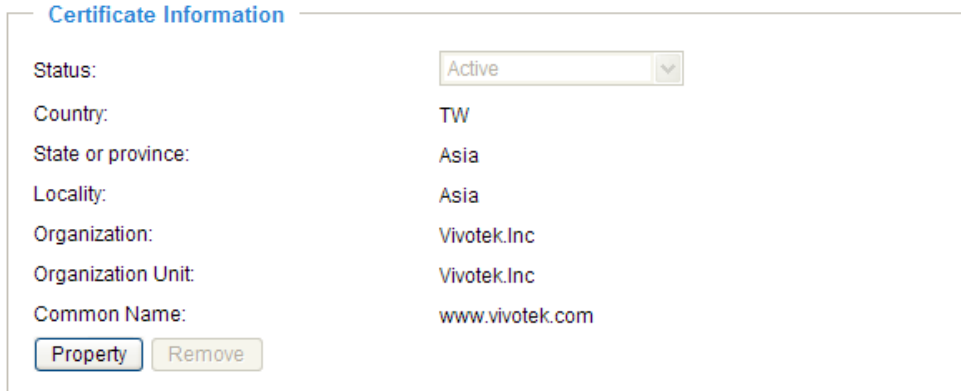 Certificate Information
Status: Active
Country: TW
State or province: Asia
Locality: Asia
Organization: Vivotek.Inc
Organization Unit: Vivotek.Inc
Common Name: www.vivotek.com
Property Remove